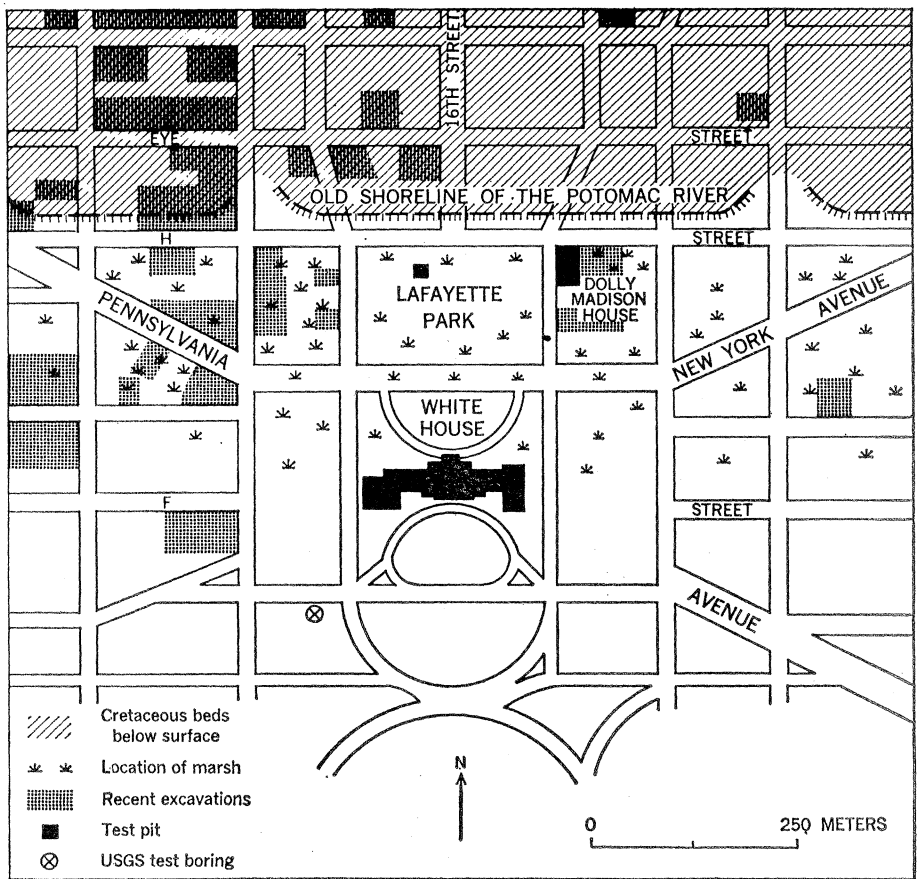 16TH STREET
EYE STREET
OLD SHORELINE OF THE POTOMAC RIVER
H STREET
PENNSYLVANIA
LAFAYETTE
PARK
DOLLY
MADISON
HOUSE
NEW YORK AVENUE
WHITE
HOUSE
F STREET
AVENUE
Cretaceous beds
below surface
Location of marsh
Recent excavations
Test pit
USGS test boring
N
0 250 METERS